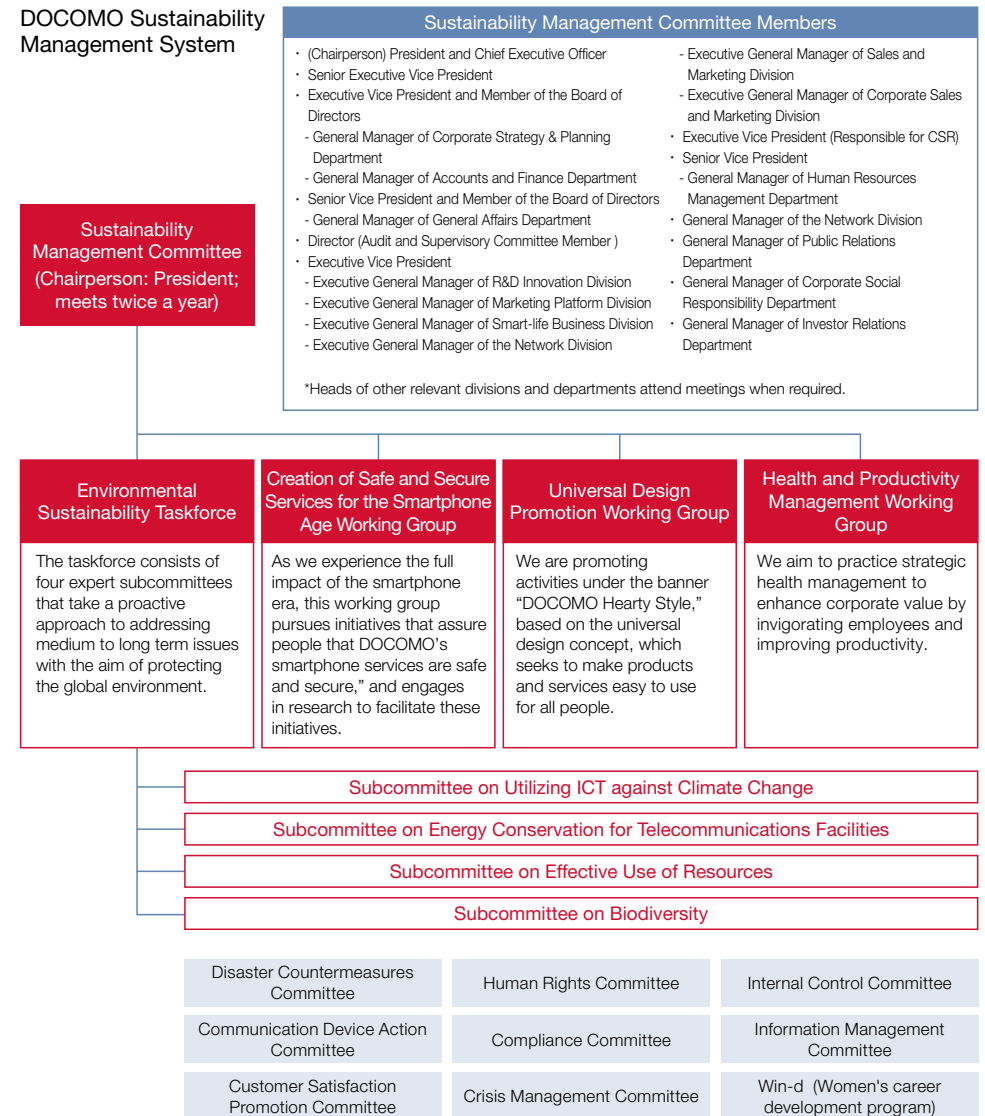 DOCOMO Sustainability
Management System
Sustainability Management Committee Members
・ (Chairperson) President and Chief Executive Officer
・ Senior Executive Vice President
・ Executive Vice President and Member of the Board of
Directors
- General Manager of Corporate Strategy & Planning
Department
- General Manager of Accounts and Finance Department
・ Senior Vice President and Member of the Board of Directors
- General Manager of General Affairs Department
・ Director (Audit and Supervisory Committee Member )
・ Executive Vice President
- Executive General Manager of R&D Innovation Division
- Executive General Manager of Marketing Platform Division
- Executive General Manager of Smart-life Business Division
- Executive General Manager of the Network Division
- Executive General Manager of Sales and
Marketing Division
- Executive General Manager of Corporate Sales
and Marketing Division
・ Executive Vice President (Responsible for CSR)
・ Senior Vice President
- General Manager of Human Resources
Management Department
・ General Manager of the Network Division
・ General Manager of Public Relations
Department
・ General Manager of Corporate Social
Responsibility Department
・ General Manager of Investor Relations
Department
*Heads of other relevant divisions and departments attend meetings when required.
Sustainability
Management Committee
(Chairperson: President;
meets twice a year)
Environmental
Sustainability Taskforce
The taskforce consists of
four expert subcommittees
that take a proactive
approach to addressing
medium to long term issues
with the aim of protecting
the global environment.
Creation of Safe and Secure
Services for the Smartphone
Age Working Group
As we experience the full
impact of the smartphone
era, this working group
pursues initiatives that assure
people that DOCOMO’s
smartphone services are safe
and secure,” and engages
in research to facilitate these
initiatives.
Universal Design
Promotion Working Group
We are promoting
activities under the banner
“DOCOMO Hearty Style,”
based on the universal
design concept, which
seeks to make products
and services easy to use
for all people.
Health and Productivity
Management Working
Group
We aim to practice strategic
health management to
enhance corporate value by
invigorating employees and
improving productivity.
Subcommittee on Utilizing ICT against Climate Change
Subcommittee on Energy Conservation for Telecommunications Facilities
Subcommittee on Effective Use of Resources
Subcommittee on Biodiversity
Disaster Countermeasures
Committee
Human Rights Committee
Internal Control Committee
Communication Device Action
Committee
Compliance Committee
Information Management
Committee
Customer Satisfaction
Promotion Committee
Crisis Management Committee
Win-d (Women's career
development program)